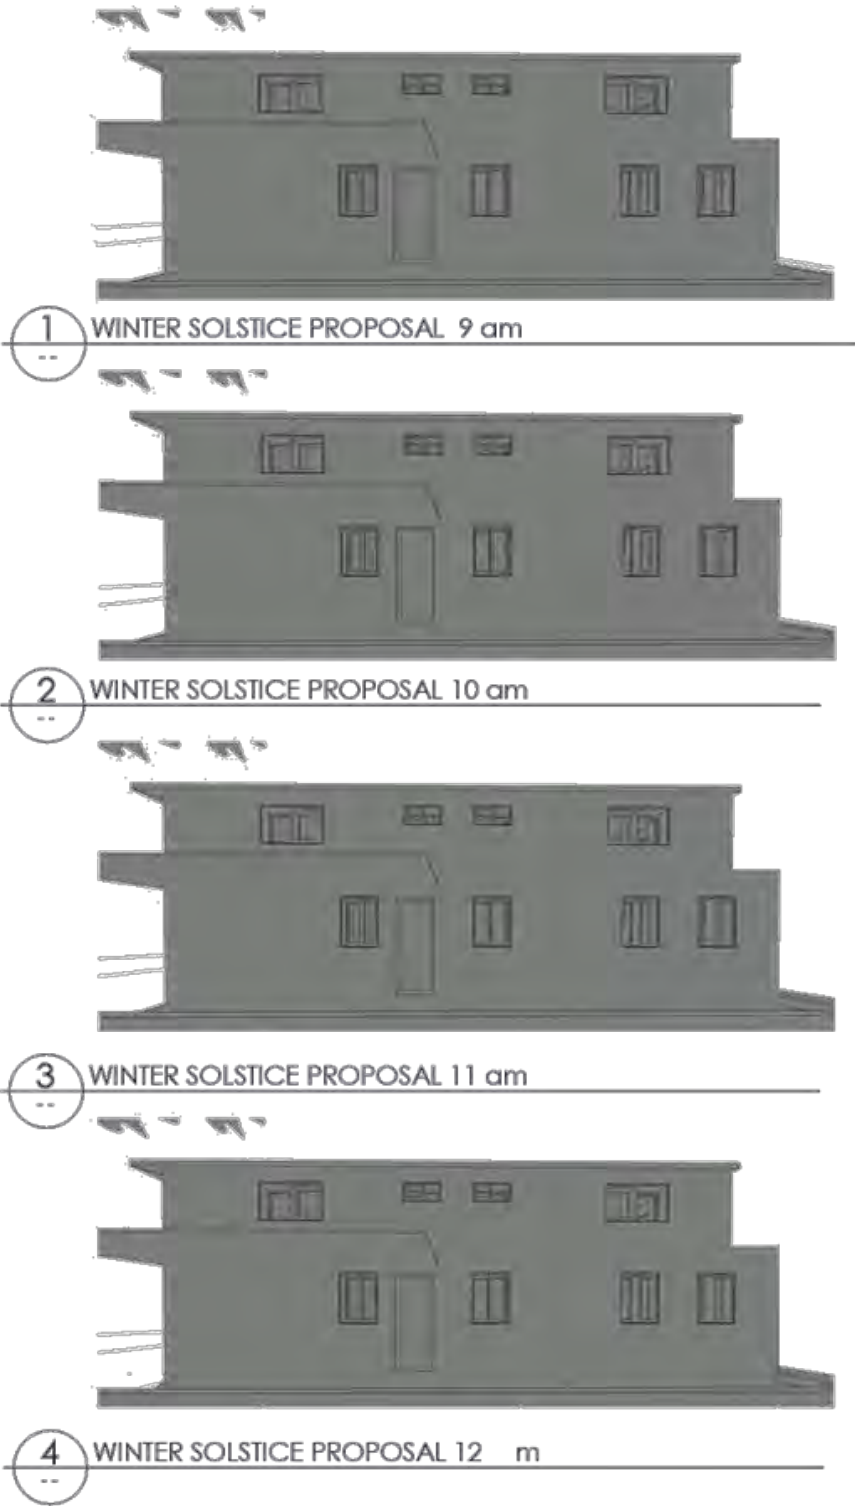 1 WINTER SOLSTICE PROPOSAL 9 am
--
2 WINTER SOLSTICE PROPOSAL 10 am
--
3 WINTER SOLSTICE PROPOSAL 11 am
--
4 WINTER SOLSTICE PROPOSAL 12 m
--